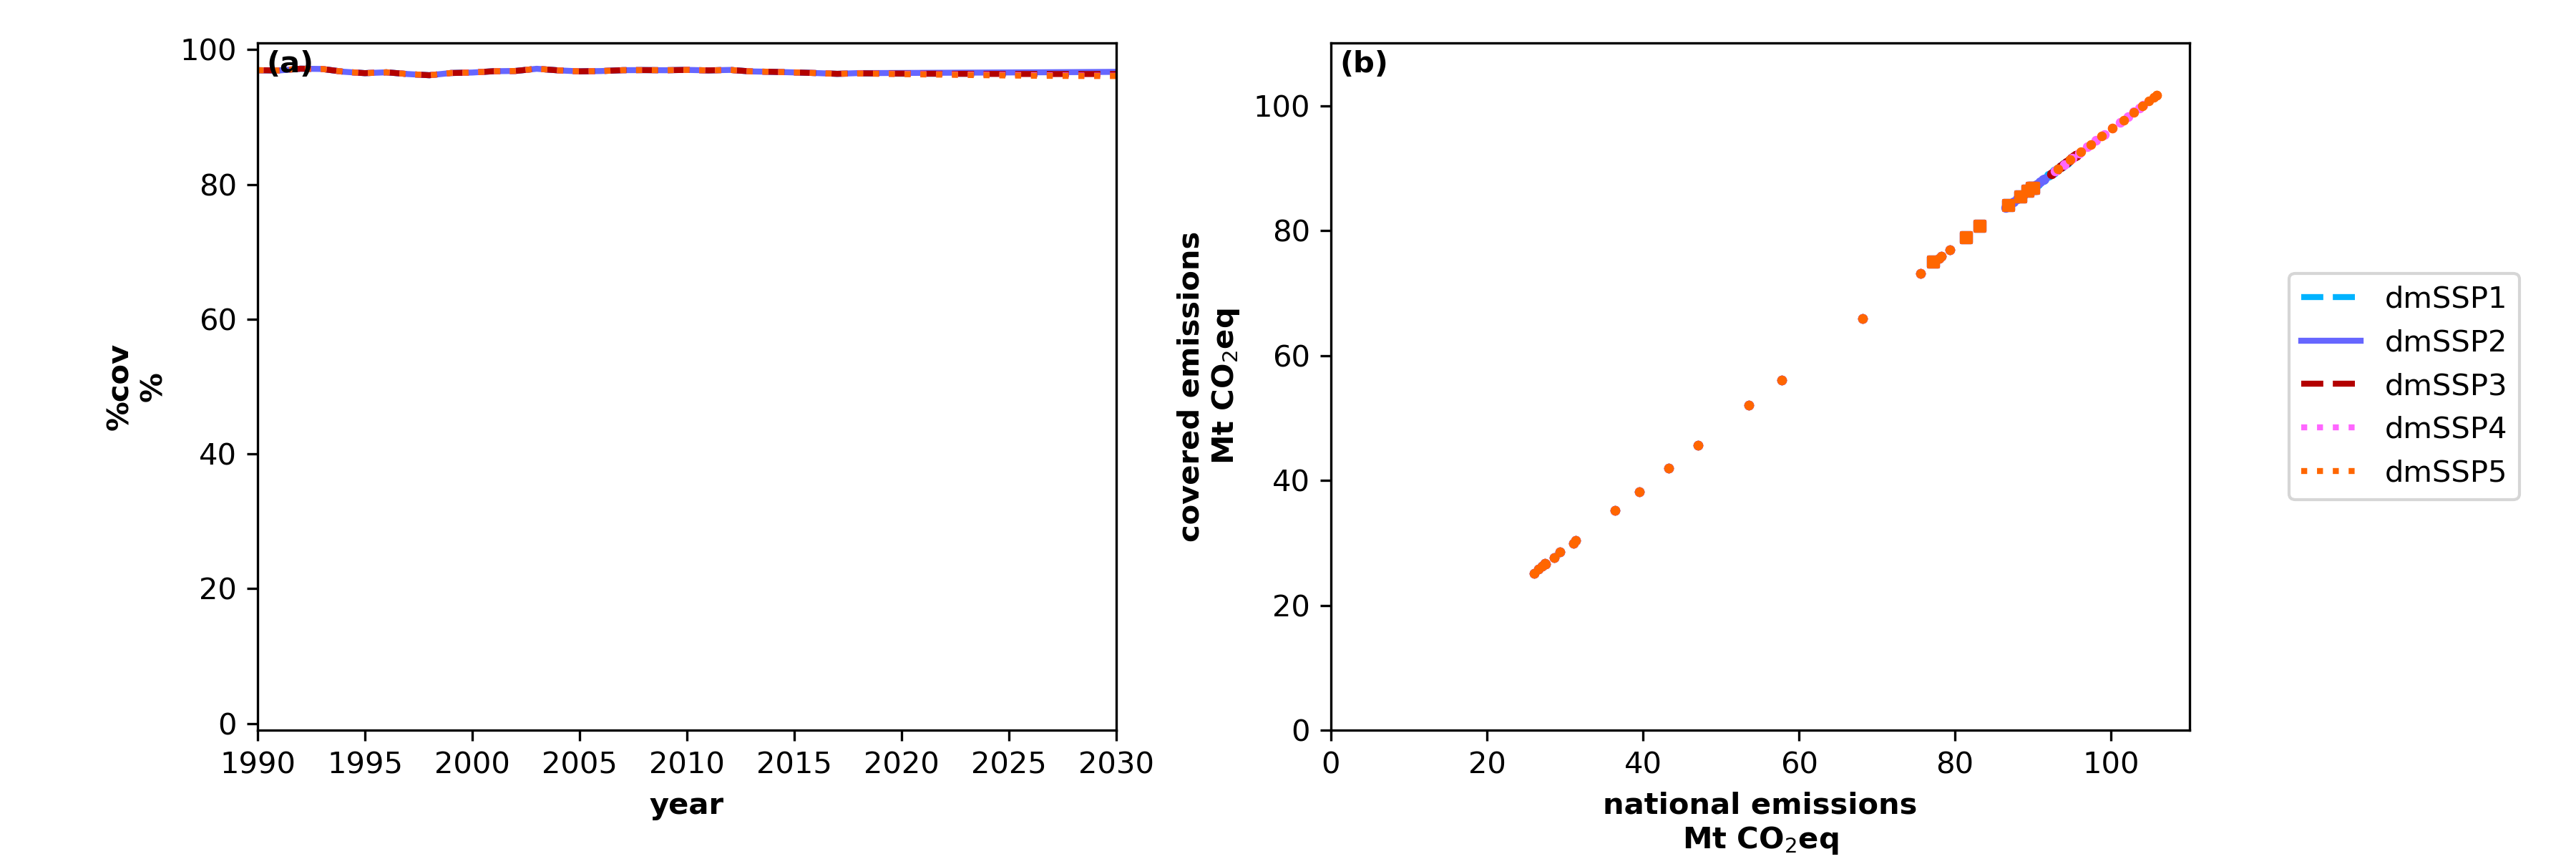 (a)
100
80
60
40
20
0
%cov
%
1990 1995 2000 2005 2010 2015 2020 2025 2030
year
(b)
100
80
60
40
20
0
covered emissions
Mt CO₂eq
0 20 40 60 80 100
national emissions
Mt CO₂eq
dmSSP1
dmSSP2
dmSSP3
dmSSP4
dmSSP5